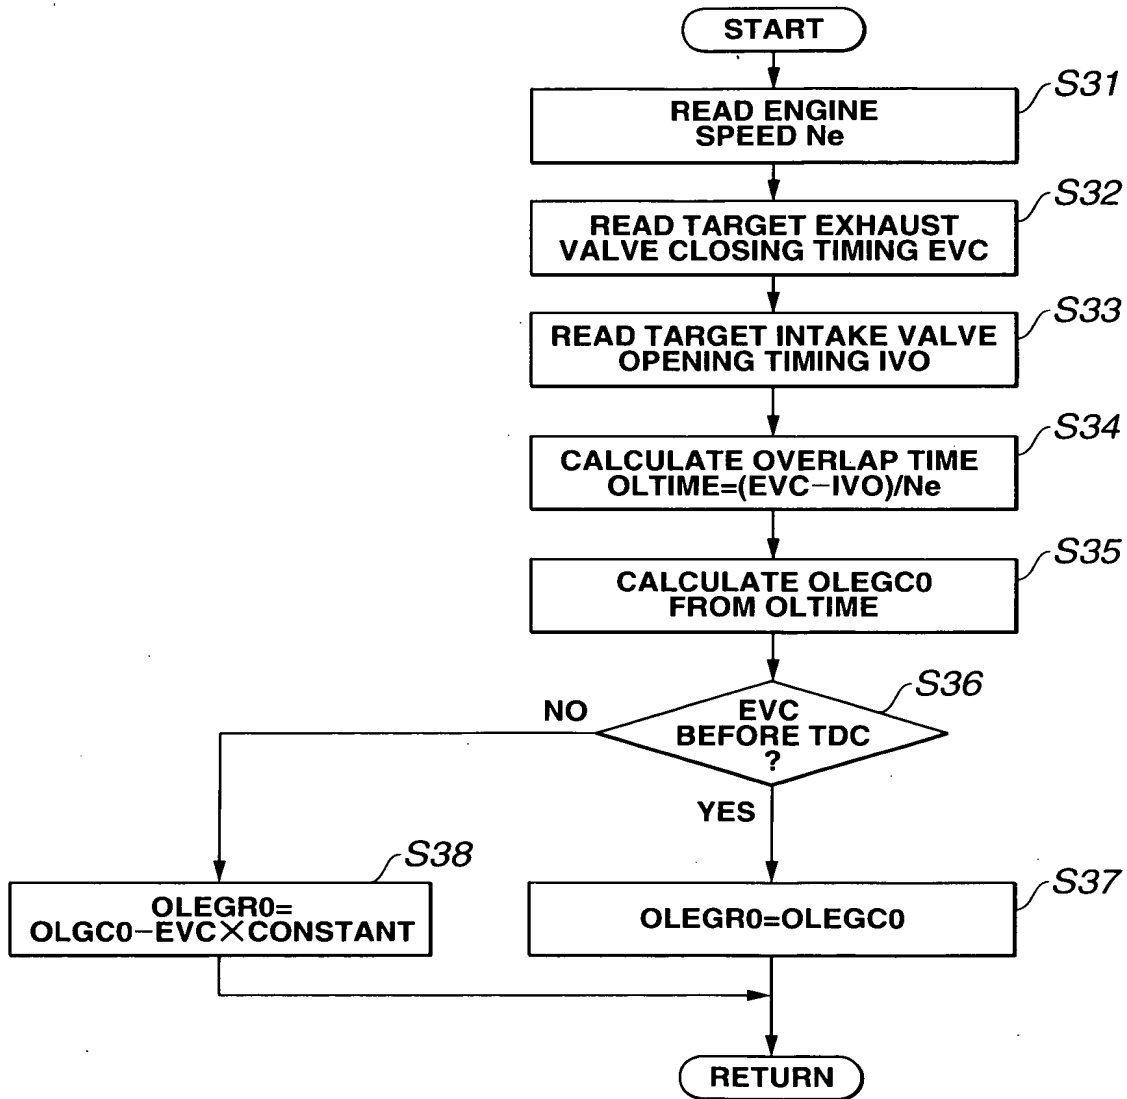 START
S31
READ ENGINE
SPEED Ne
S32
READ TARGET EXHAUST
VALVE CLOSING TIMING EVC
S33
READ TARGET INTAKE VALVE
OPENING TIMING IVO
S34
CALCULATE OVERLAP TIME
OLTIME=(EVC−IVO)/Ne
S35
CALCULATE OLEGC0
FROM OLTIME
S36
EVC
BEFORE TDC
?
NO
YES
S38
OLEGR0=
OLGC0−EVC×CONSTANT
S37
OLEGR0=OLEGC0
RETURN